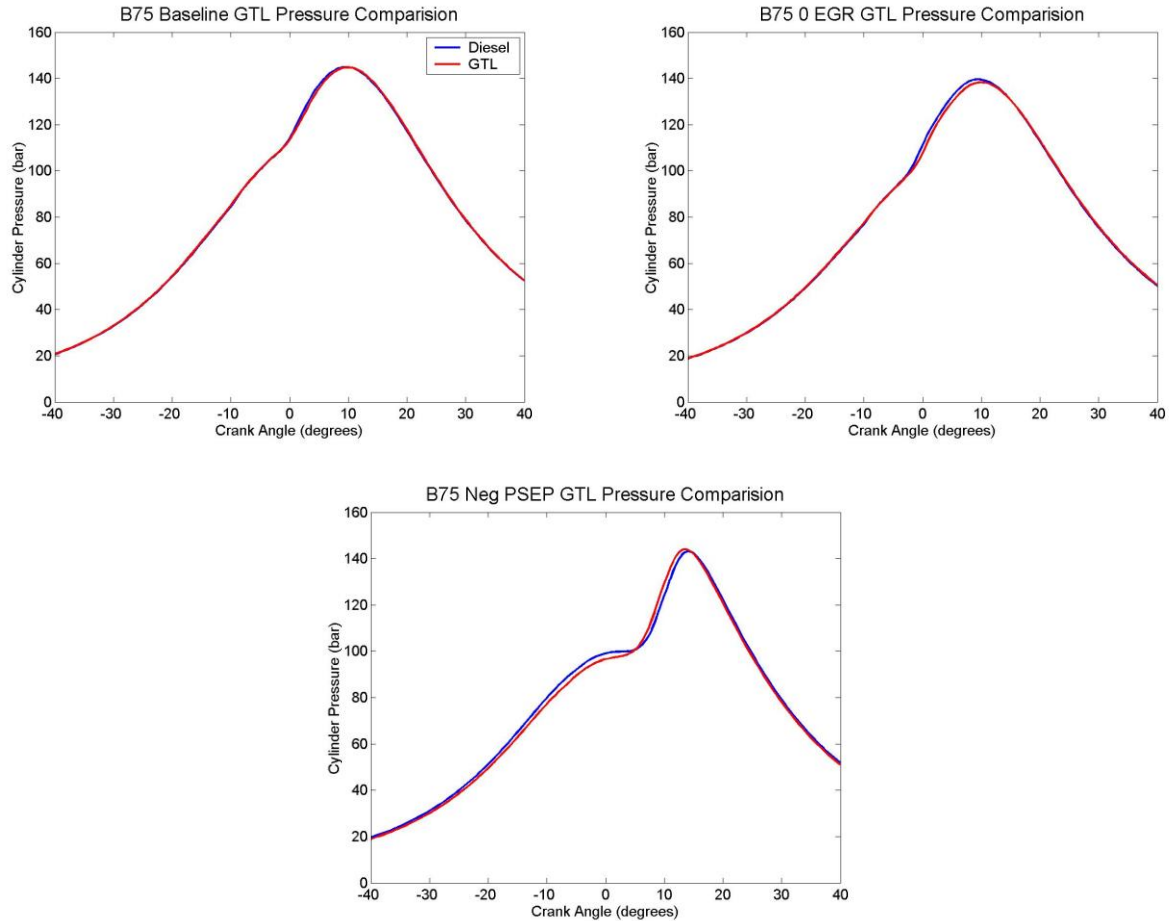 B75 Baseline GTL Pressure Comparision
160
140
120
100
80
60
40
20
0
Cylinder Pressure (bar)
Diesel
GTL
-40 -30 -20 -10 0 10 20 30 40
Crank Angle (degrees)
B75 0 EGR GTL Pressure Comparision
160
140
120
100
80
60
40
20
0
Cylinder Pressure (bar)
-40 -30 -20 -10 0 10 20 30 40
Crank Angle (degrees)
B75 Neg PSEP GTL Pressure Comparision
160
140
120
100
80
60
40
20
0
Cylinder Pressure (bar)
-40 -30 -20 -10 0 10 20 30 40
Crank Angle (degrees)